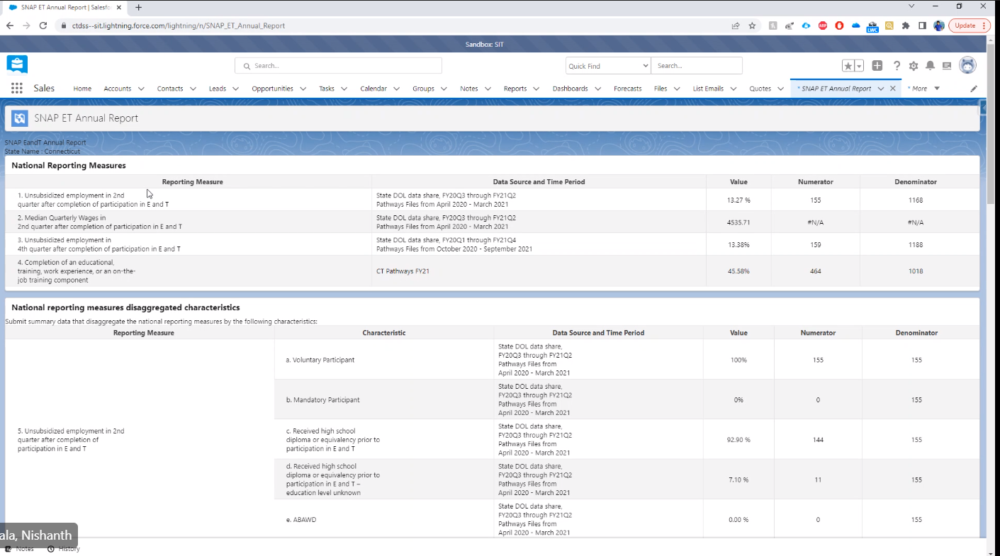 SNAP ET Annual Report | Salesfo
ctdss--sit.lightning.force.com/lightning/n/SNAP_ET_Annual_Report
ABP
LWC
Update
Sandbox: SIT
Search...
Quick Find
Search...
Sales
Home
Accounts
Contacts
Leads
Opportunities
Tasks
Calendar
Groups
Notes
Reports
Dashboards
Forecasts
Files
List Emails
Quotes
* SNAP ET Annual Report
* More
SNAP ET Annual Report
SNAP EandT Annual Report
State Name : Connecticut
National Reporting Measures
Reporting Measure
Data Source and Time Period
Value
Numerator
Denominator
1. Unsubsidized employment in 2nd
quarter after completion of participation in E and T
State DOL data share, FY20Q3 through FY21Q2
Pathways Files from April 2020 - March 2021
13.27 %
155
1168
2. Median Quarterly Wages in
2nd quarter after completion of participation in E and T
State DOL data share, FY20Q3 through FY21Q2
Pathways Files from April 2020 - March 2021
4535.71
#N/A
#N/A
3. Unsubsidized employment in
4th quarter after completion of participation in E and T
State DOL data share, FY20Q1 through FY21Q4
Pathways Files from October 2020 - September 2021
13.38%
159
1188
4. Completion of an educational,
training, work experience, or an on-the-
job training component
CT Pathways FY21
45.58%
464
1018
National reporting measures disaggregated characteristics
Submit summary data that disaggregate the national reporting measures by the following characteristics:
Reporting Measure
Characteristic
Data Source and Time Period
Value
Numerator
Denominator
5. Unsubsidized employment in 2nd
quarter after completion of
participation in E and T
a. Voluntary Participant
State DOL data share,
FY20Q3 through FY21Q2
Pathways Files from
April 2020 - March 2021
100%
155
155
b. Mandatory Participant
State DOL data share,
FY20Q3 through FY21Q2
Pathways Files from
April 2020 - March 2021
0%
0
155
c. Received high school
diploma or equivalency prior to
participation in E and T
State DOL data share,
FY20Q3 through FY21Q2
Pathways Files from
April 2020 - March 2021
92.90 %
144
155
d. Received high school
diploma or equivalency prior to
participation in E and T –
education level unknown
State DOL data share,
FY20Q3 through FY21Q2
Pathways Files from
April 2020 - March 2021
7.10 %
11
155
e. ABAWD
State DOL data share,
FY20Q3 through FY21Q2
Pathways Files from
April 2020 - March 2021
0.00 %
0
155
ala, Nishanth
Notes
History